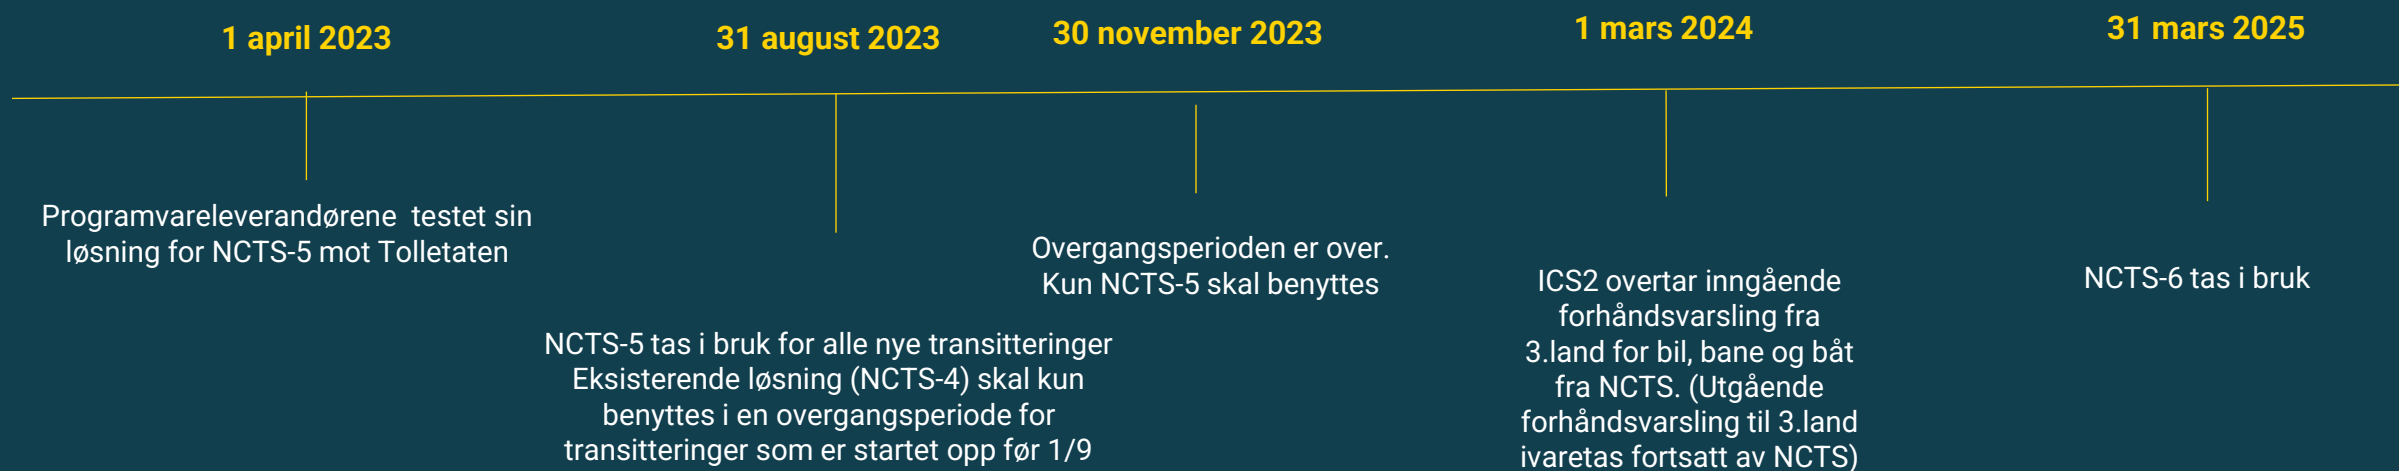 1 april 2023
Programvareleverandørene testet sin
løsning for NCTS-5 mot Tolletaten
31 august 2023
NCTS-5 tas i bruk for alle nye transitteringer
Eksisterende løsning (NCTS-4) skal kun
benyttes i en overgangsperiode for
transitteringer som er startet opp før 1/9
30 november 2023
Overgangsperioden er over.
Kun NCTS-5 skal benyttes
1 mars 2024
ICS2 overtar inngående
forhåndsvarsling fra
3.land for bil, bane og båt
fra NCTS. (Utgående
forhåndsvarsling til 3.land
ivaretas fortsatt av NCTS)
31 mars 2025
NCTS-6 tas i bruk